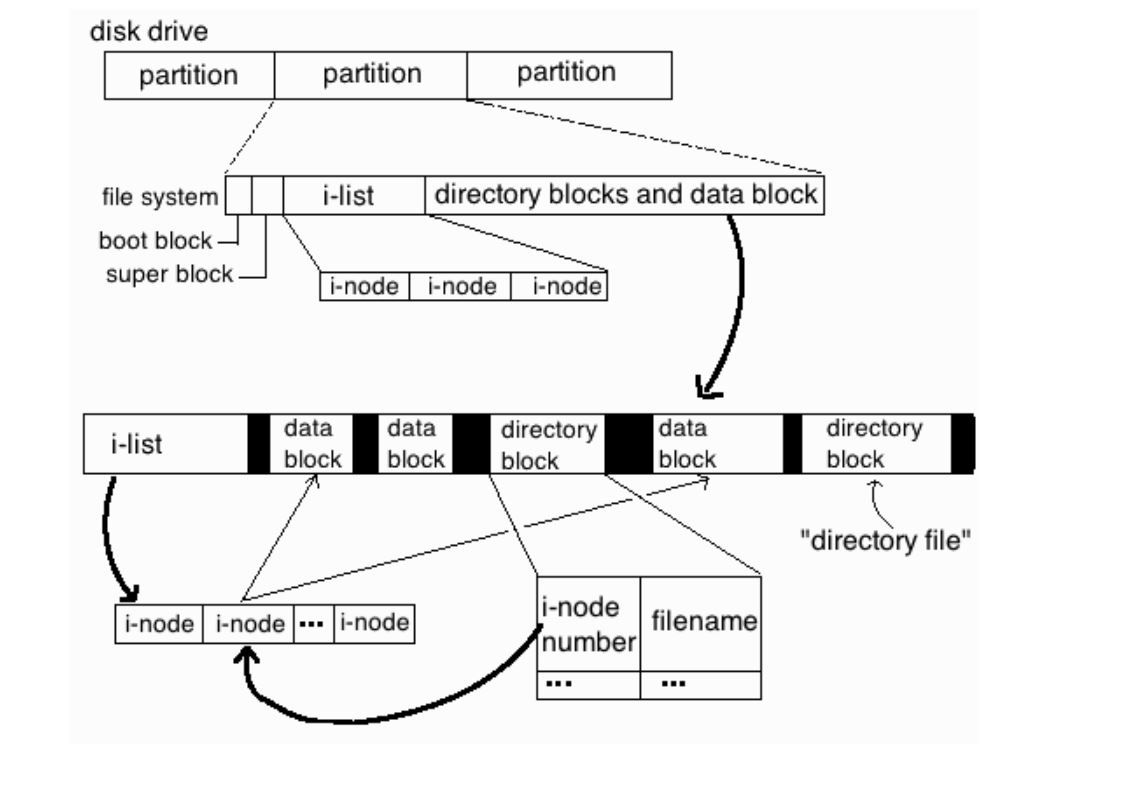 disk drive
partition
partition
partition
file system
i-list
directory blocks and data block
boot block
super block
i-node
i-node
i-node
i-list
data
block
data
block
directory
block
data
block
directory
block
"directory file"
i-node
i-node
...
i-node
i-node
number
filename
...
...